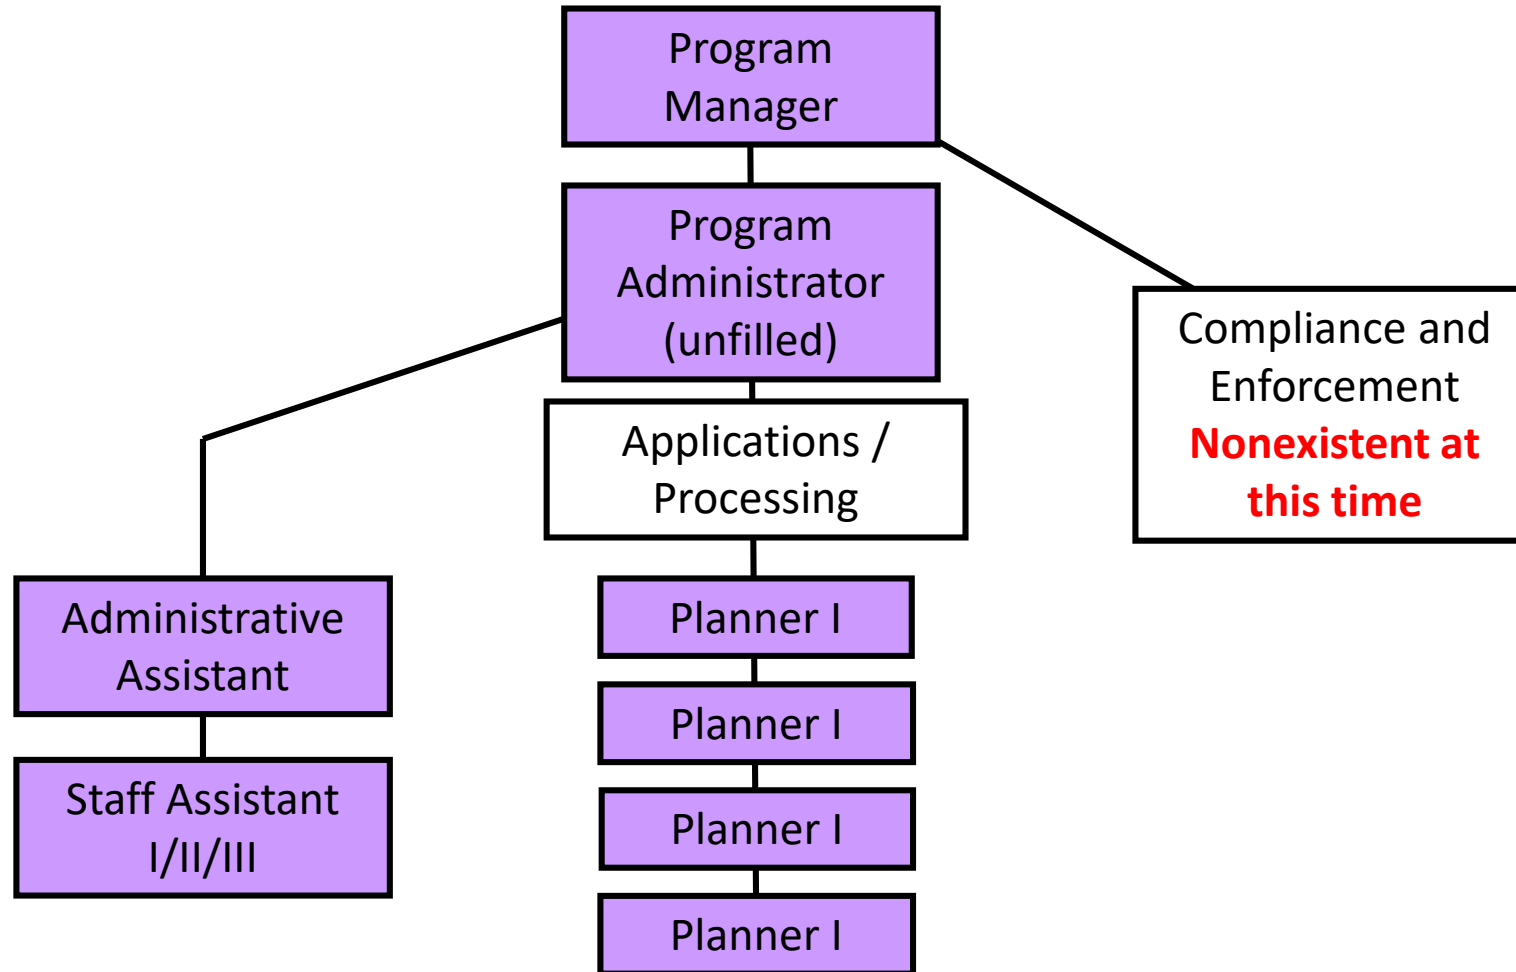 Program
Manager
Program
Administrator
(unfilled)
Compliance and
Enforcement
Nonexistent at
this time
Applications /
Processing
Administrative
Assistant
Staff Assistant
I/II/III
Planner I
Planner I
Planner I
Planner I